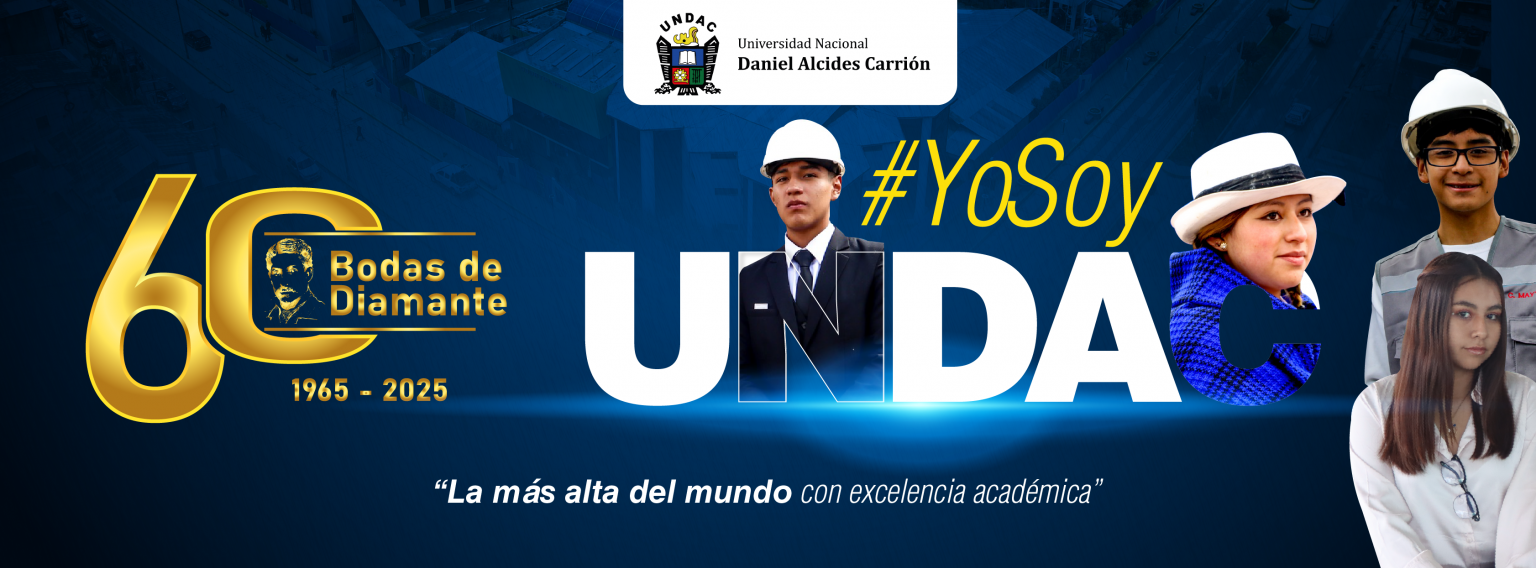 UNDAC
Universidad Nacional
Daniel Alcides Carrión
60
Bodas de
Diamante
1965 - 2025
#YoSoy
UNDAC
“La más alta del mundo con excelencia académica”